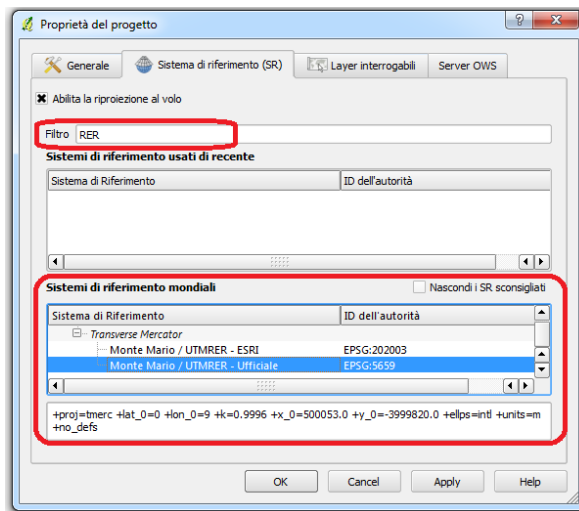 Proprietà del progetto
Generale
Sistema di riferimento (SR)
Layer interrogabili
Server OWS
Abilita la riproiezione al volo
Filtro RER
Sistemi di riferimento usati di recente
Sistema di Riferimento ID dell'autorità
Sistemi di riferimento mondiali Nascondi i SR sconsigliati
Sistema di Riferimento ID dell'autorità
Transverse Mercator
Monte Mario / UTMRER - ESRI EPSG:202003
Monte Mario / UTMRER - Ufficiale EPSG:5659
+proj=tmerc +lat_0=0 +lon_0=9 +k=0.9996 +x_0=500053.0 +y_0=-3999820.0 +ellps=intl +units=m
+no_defs
OK Cancel Apply Help